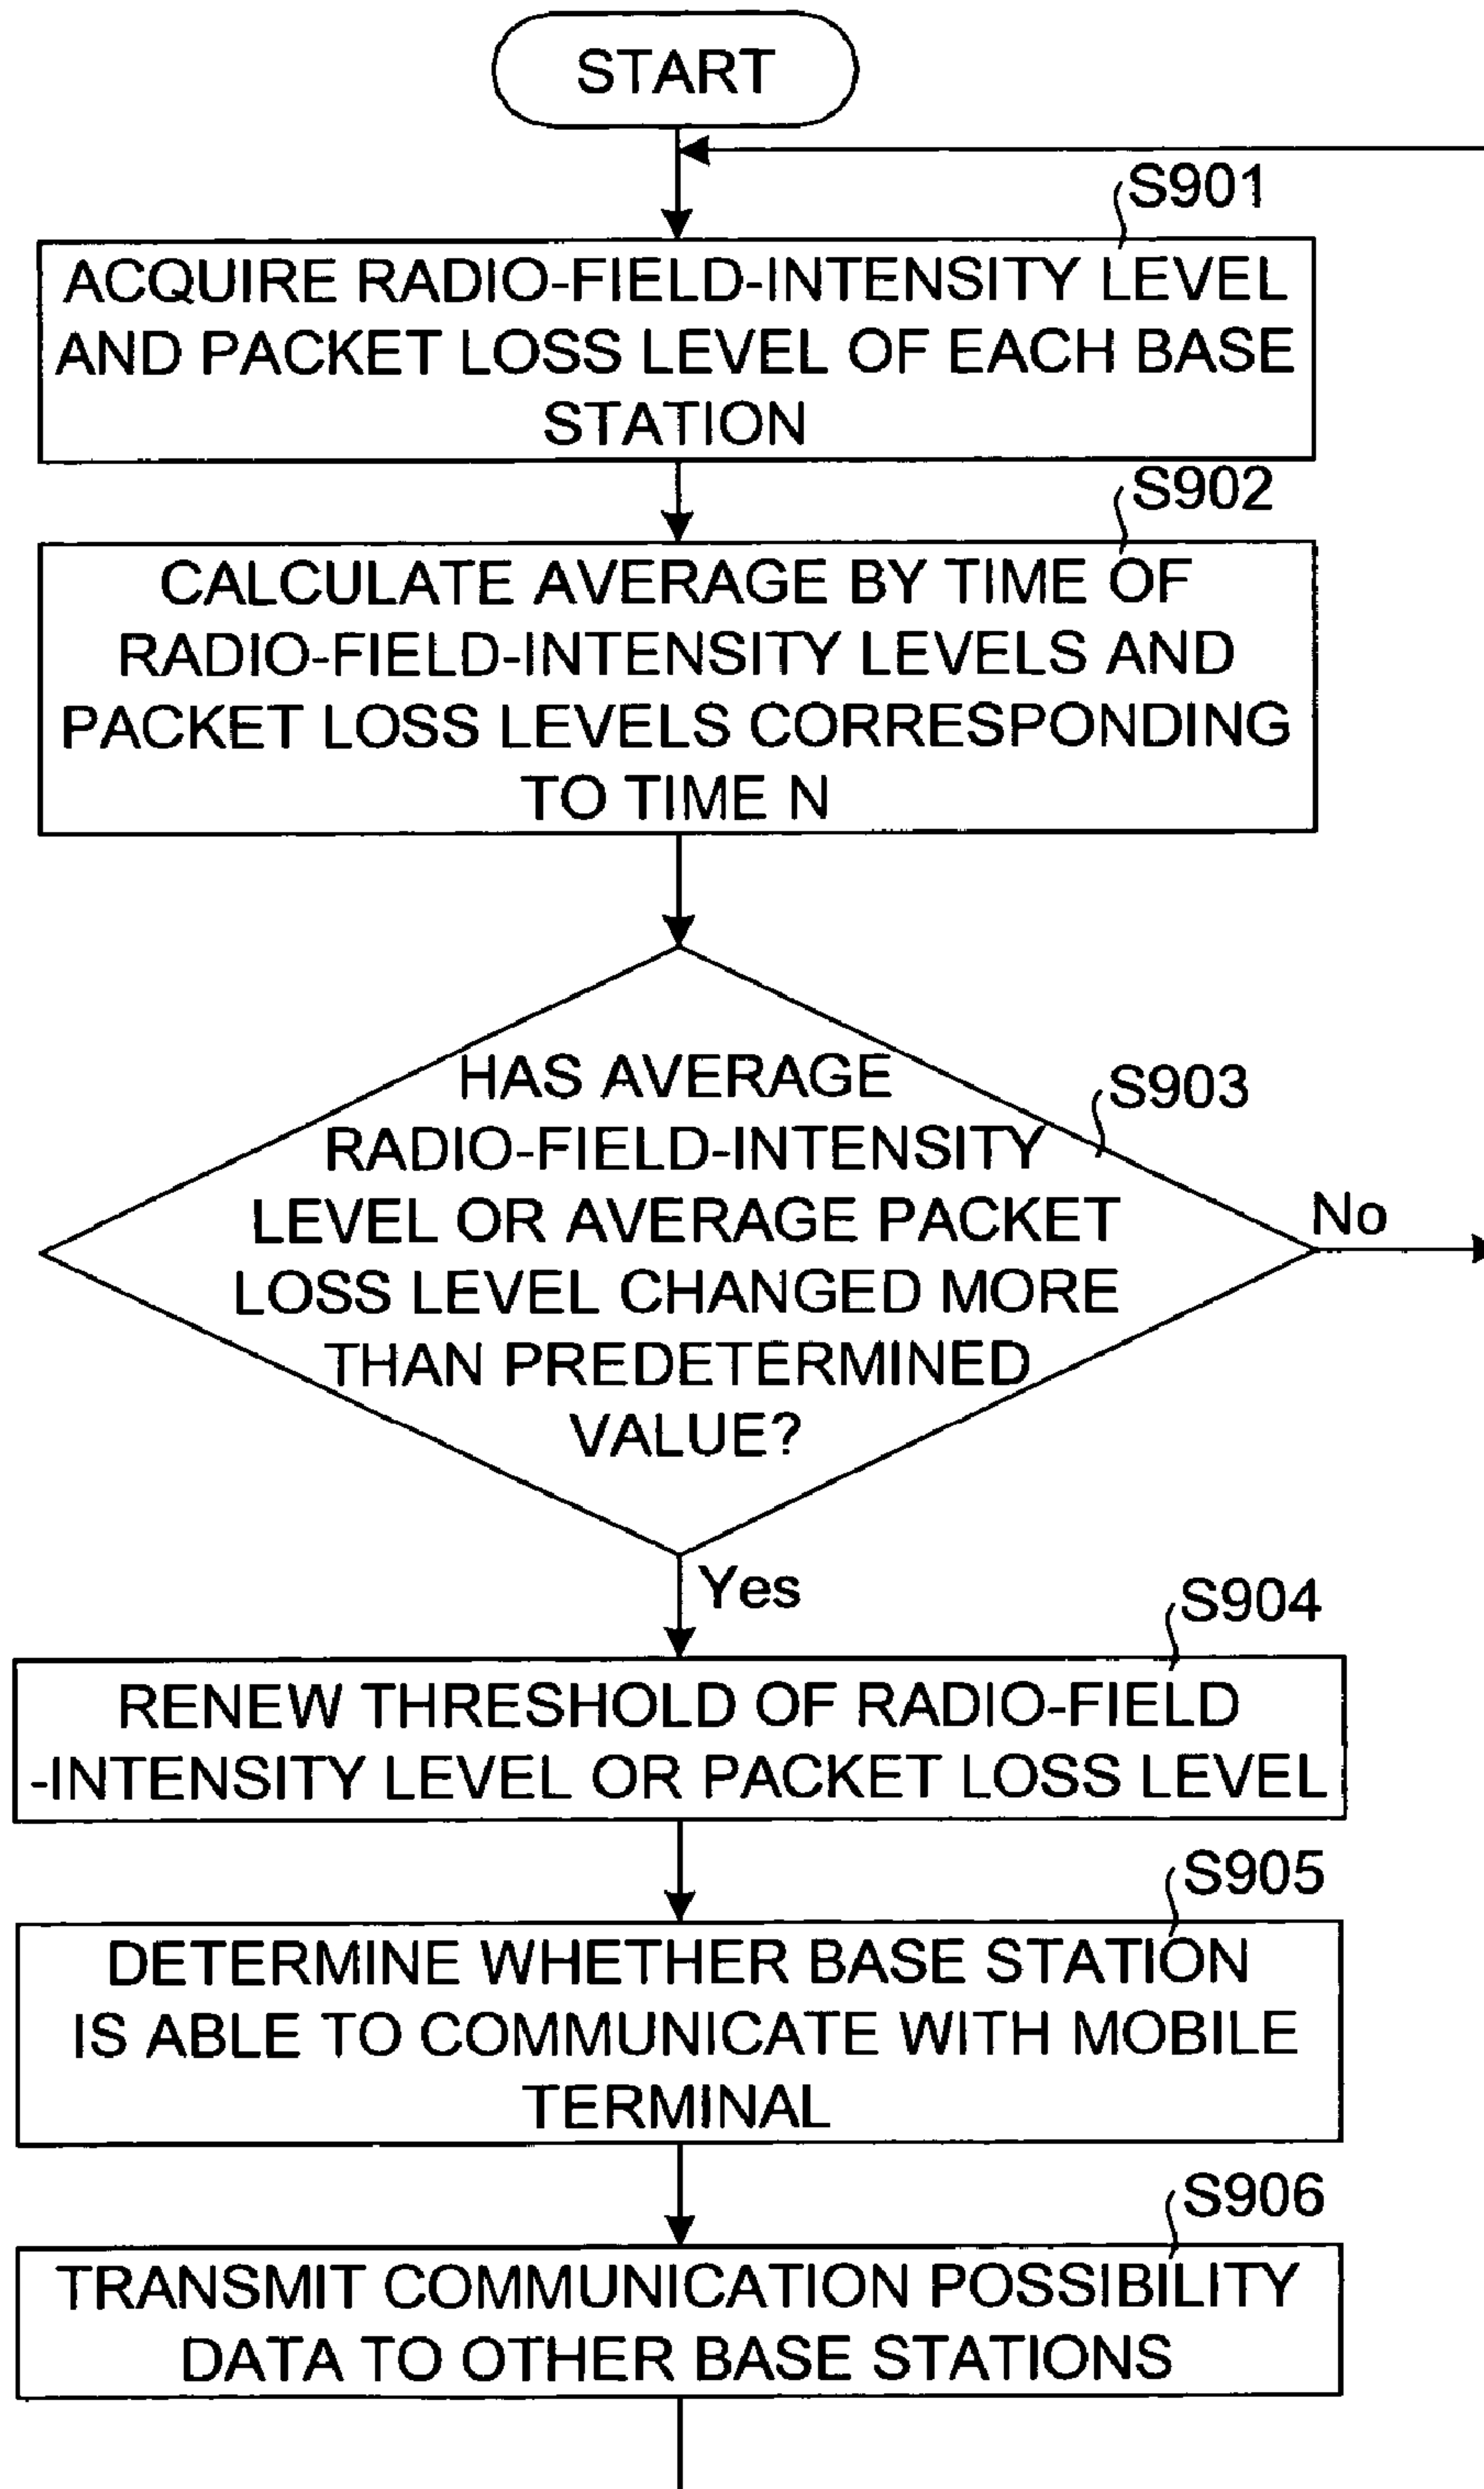 START
S901
ACQUIRE RADIO-FIELD-INTENSITY LEVEL
AND PACKET LOSS LEVEL OF EACH BASE
STATION
S902
CALCULATE AVERAGE BY TIME OF
RADIO-FIELD-INTENSITY LEVELS AND
PACKET LOSS LEVELS CORRESPONDING
TO TIME N
HAS AVERAGE
RADIO-FIELD-INTENSITY
LEVEL OR AVERAGE PACKET
LOSS LEVEL CHANGED MORE
THAN PREDETERMINED
VALUE?
S903
No
Yes
S904
RENEW THRESHOLD OF RADIO-FIELD
-INTENSITY LEVEL OR PACKET LOSS LEVEL
S905
DETERMINE WHETHER BASE STATION
IS ABLE TO COMMUNICATE WITH MOBILE
TERMINAL
S906
TRANSMIT COMMUNICATION POSSIBILITY
DATA TO OTHER BASE STATIONS